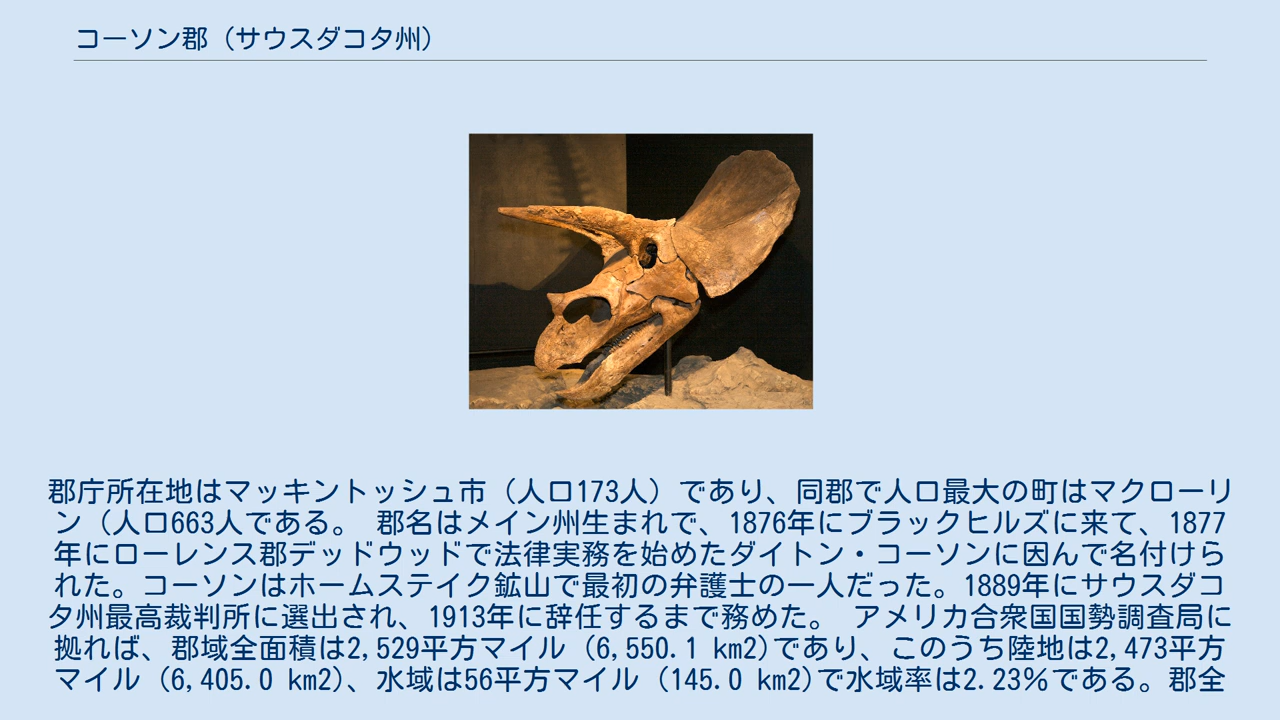 コーソン郡（サウスダコタ州）
郡庁所在地はマッキントッシュ市（人口173人）であり、同郡で人口最大の町はマクローリ
ン（人口663人である。 郡名はメイン州生まれで、1876年にブラックヒルズに来て、1877
年にローレンス郡デッドウッドで法律実務を始めたダイトン・コーソンに因んで名付けら
れた。コーソンはホームステイク鉱山で最初の弁護士の一人だった。1889年にサウスダコ
タ州最高裁判所に選出され、1913年に辞任するまで務めた。 アメリカ合衆国国勢調査局に
拠れば、郡域全面積は2,529平方マイル (6,550.1 km2)であり、このうち陸地は2,473平方
マイル (6,405.0 km2)、水域は56平方マイル (145.0 km2)で水域率は2.23%である。郡全